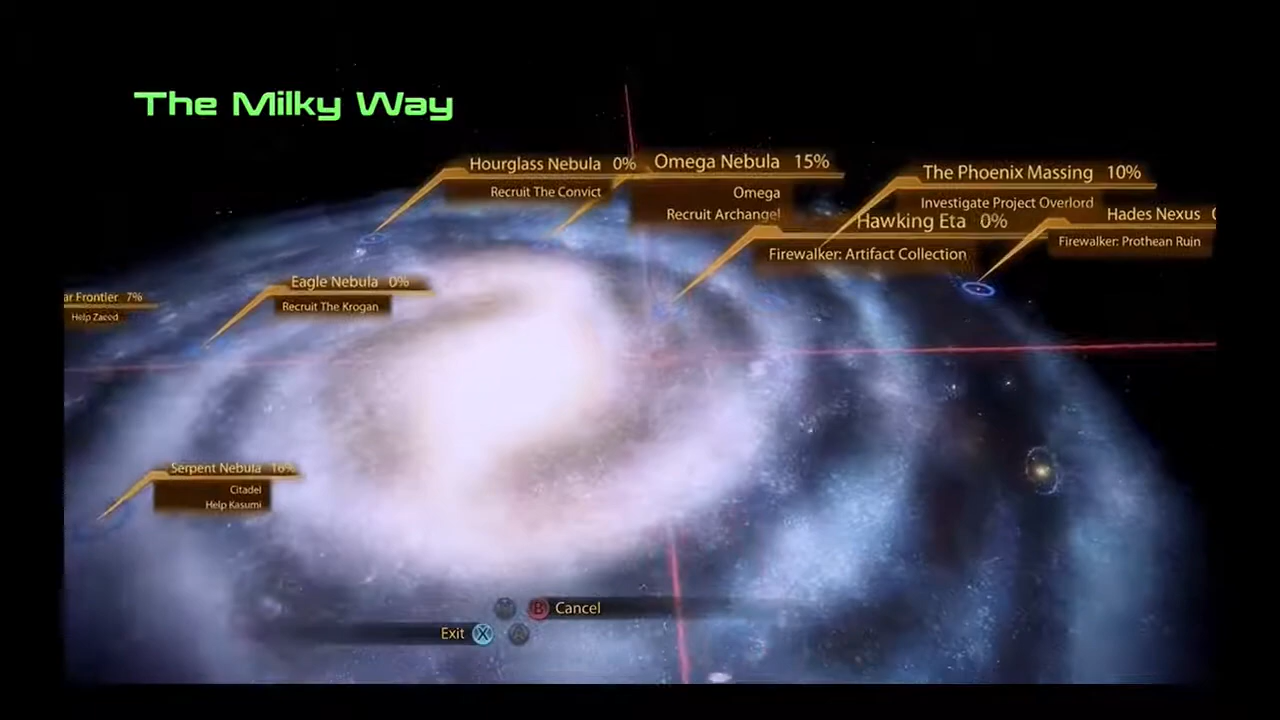 The Milky Way
Hourglass Nebula 0%
Recruit The Convict
Omega Nebula 15%
Omega
Recruit Archangel
The Phoenix Massing 10%
Investigate Project Overlord
Hawking Eta 0%
Firewalker: Artifact Collection
Hades Nexus
Firewalker: Prothean Ruin
Eagle Nebula 0%
Recruit The Krogan
ar Frontier 7%
Help Zaeed
Serpent Nebula 16%
Citadel
Help Kasumi
B Cancel
Exit X
A